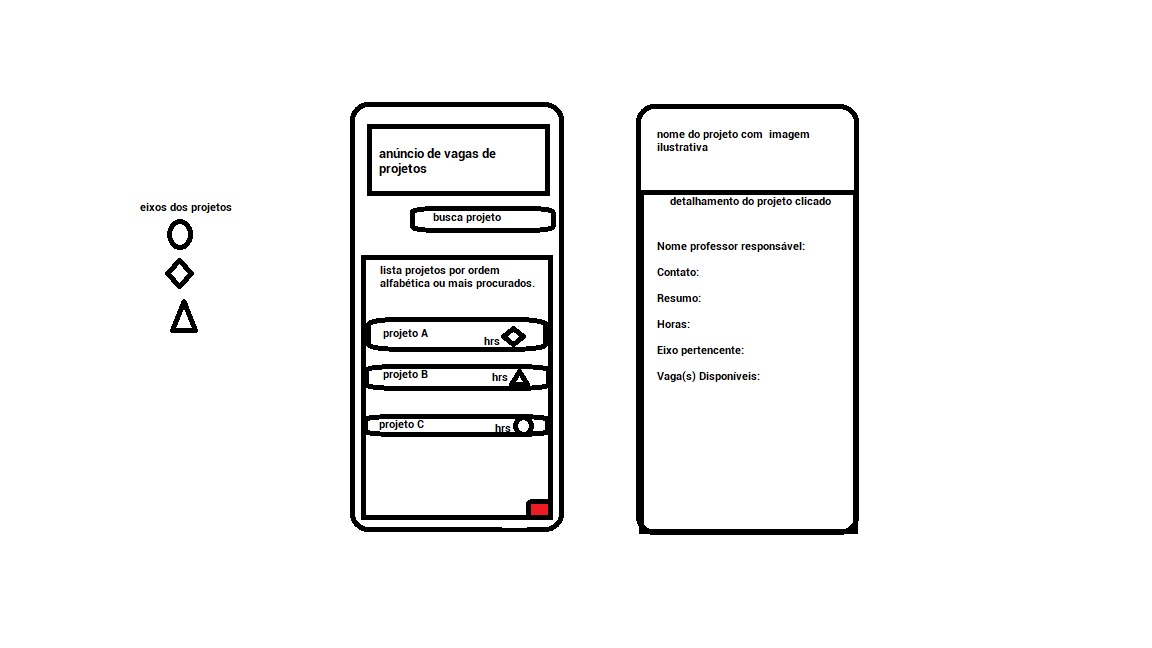 eixos dos projetos
anúncio de vagas de
projetos
busca projeto
lista projetos por ordem
alfabética ou mais procurados.
projeto A
hrs
projeto B
hrs
projeto C
hrs
nome do projeto com  imagem
ilustrativa
detalhamento do projeto clicado
Nome professor responsável:
Contato:
Resumo:
Horas:
Eixo pertencente:
Vaga(s) Disponíveis: